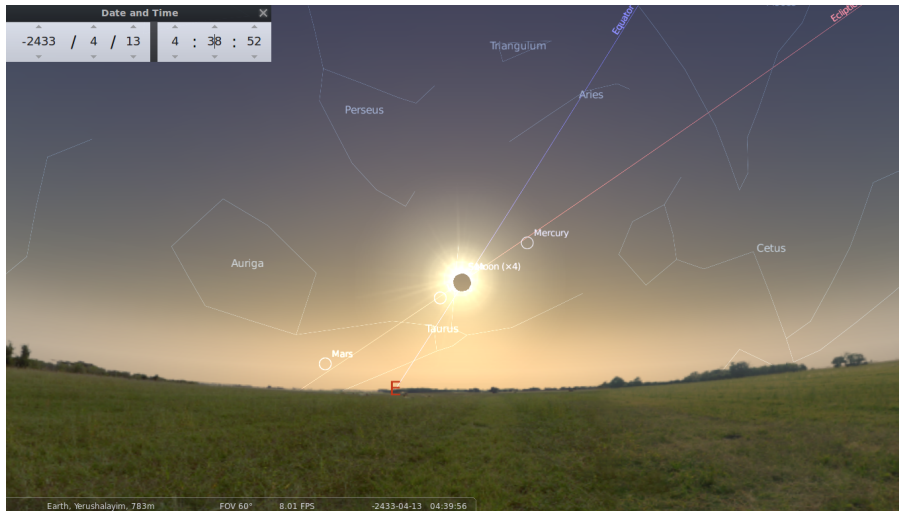 Date and Time
-2433 / 4 / 13 4 : 38 : 52
Equator
Ecliptic
Triangulum
Aries
Perseus
Mercury
Cetus
Auriga
Moon (×4)
Taurus
Mars
E
Earth, Yerushalayim, 783m FOV 60° 8.01 FPS -2433-04-13 04:39:56